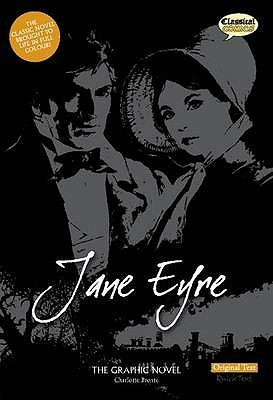 THE
CLASSIC NOVEL
BROUGHT TO
LIFE IN FULL
COLOUR!
Classical
COMICS
Jane Eyre
THE GRAPHIC NOVEL
Charlotte Brontë
Original Text